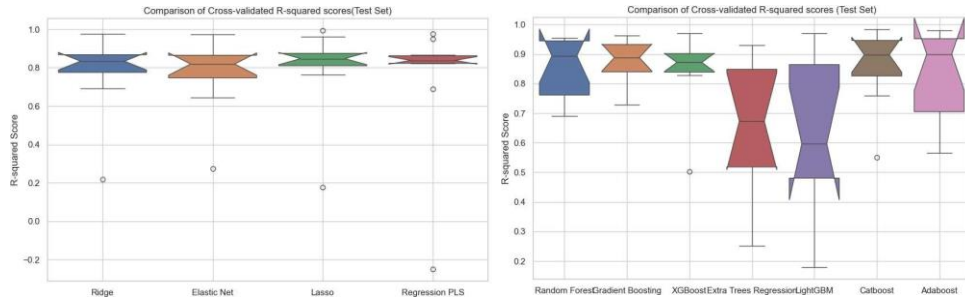 Comparison of Cross-validated R-squared scores(Test Set)
1.0
0.8
0.6
0.4
0.2
0.0
−0.2
R-squared Score
Ridge Elastic Net Lasso Regression PLS
Comparison of Cross-validated R-squared scores (Test Set)
1.0
0.9
0.8
0.7
0.6
0.5
0.4
0.3
0.2
R-squared Score
Random Forest Gradient Boosting XGBoost Extra Trees Regression LightGBM Catboost Adaboost